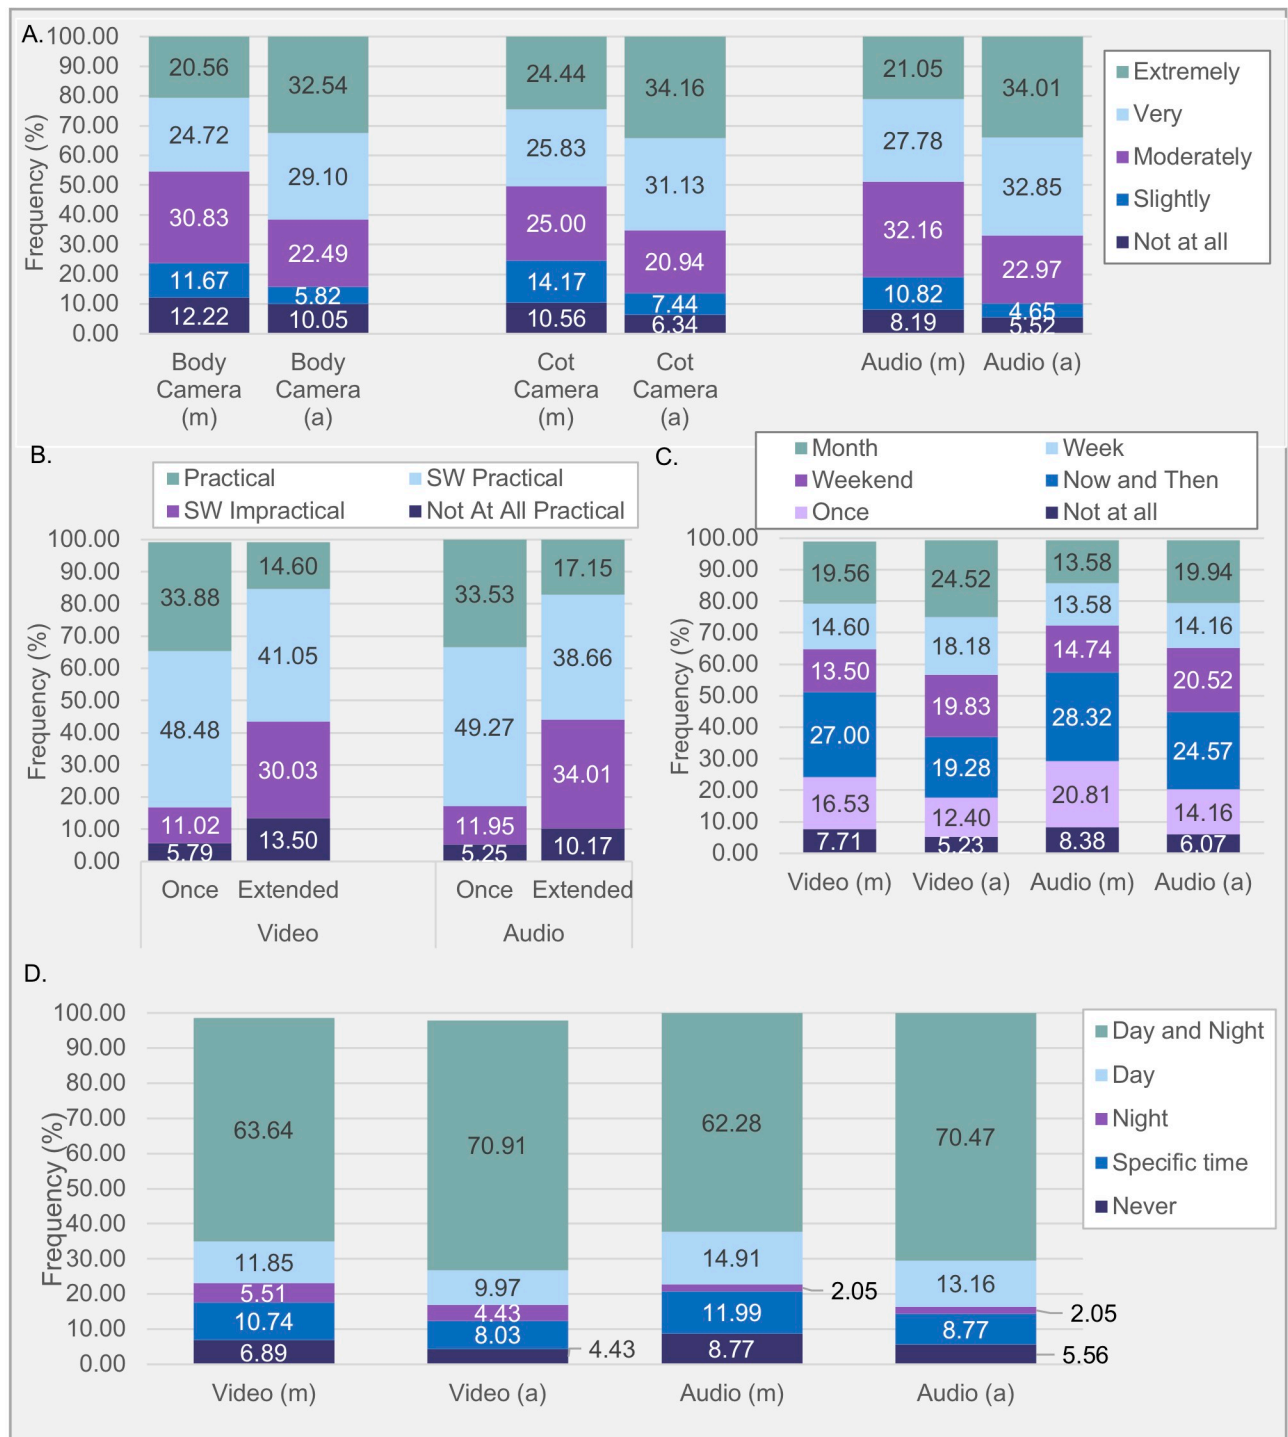 A.
100.00
90.00
80.00
70.00
60.00
50.00
40.00
30.00
20.00
10.00
0.00
Frequency (%)
20.56 32.54 24.44 34.16 21.05 34.01
24.72 29.10 25.83 31.13 27.78 32.85
30.83 22.49 25.00 20.94 32.16 22.97
11.67 5.82 14.17 7.44 10.82 4.65
12.22 10.05 10.56 6.34 8.19 5.52
Body Camera (m)
Body Camera (a)
Cot Camera (m)
Cot Camera (a)
Audio (m)
Audio (a)
Extremely
Very
Moderately
Slightly
Not at all
B.
Practical SW Practical
SW Impractical Not At All Practical
100.00
90.00
80.00
70.00
60.00
50.00
40.00
30.00
20.00
10.00
0.00
Frequency (%)
33.88 14.60 33.53 17.15
48.48 41.05 49.27 38.66
11.02 30.03 11.95 34.01
5.79 13.50 5.25 10.17
Once Extended Once Extended
Video Audio
C.
Month Week
Weekend Now and Then
Once Not at all
100.00
90.00
80.00
70.00
60.00
50.00
40.00
30.00
20.00
10.00
0.00
Frequency (%)
19.56 24.52 13.58 19.94
14.60 18.18 13.58 14.16
13.50 19.83 14.74 20.52
27.00 19.28 28.32 24.57
16.53 12.40 20.81 14.16
7.71 5.23 8.38 6.07
Video (m) Video (a) Audio (m) Audio (a)
D.
100.00
90.00
80.00
70.00
60.00
50.00
40.00
30.00
20.00
10.00
0.00
Frequency (%)
63.64 70.91 62.28 70.47
11.85 9.97 14.91 13.16
5.51 4.43 2.05 2.05
10.74 8.03 11.99 8.77
6.89 4.43 8.77 5.56
Video (m) Video (a) Audio (m) Audio (a)
Day and Night
Day
Night
Specific time
Never